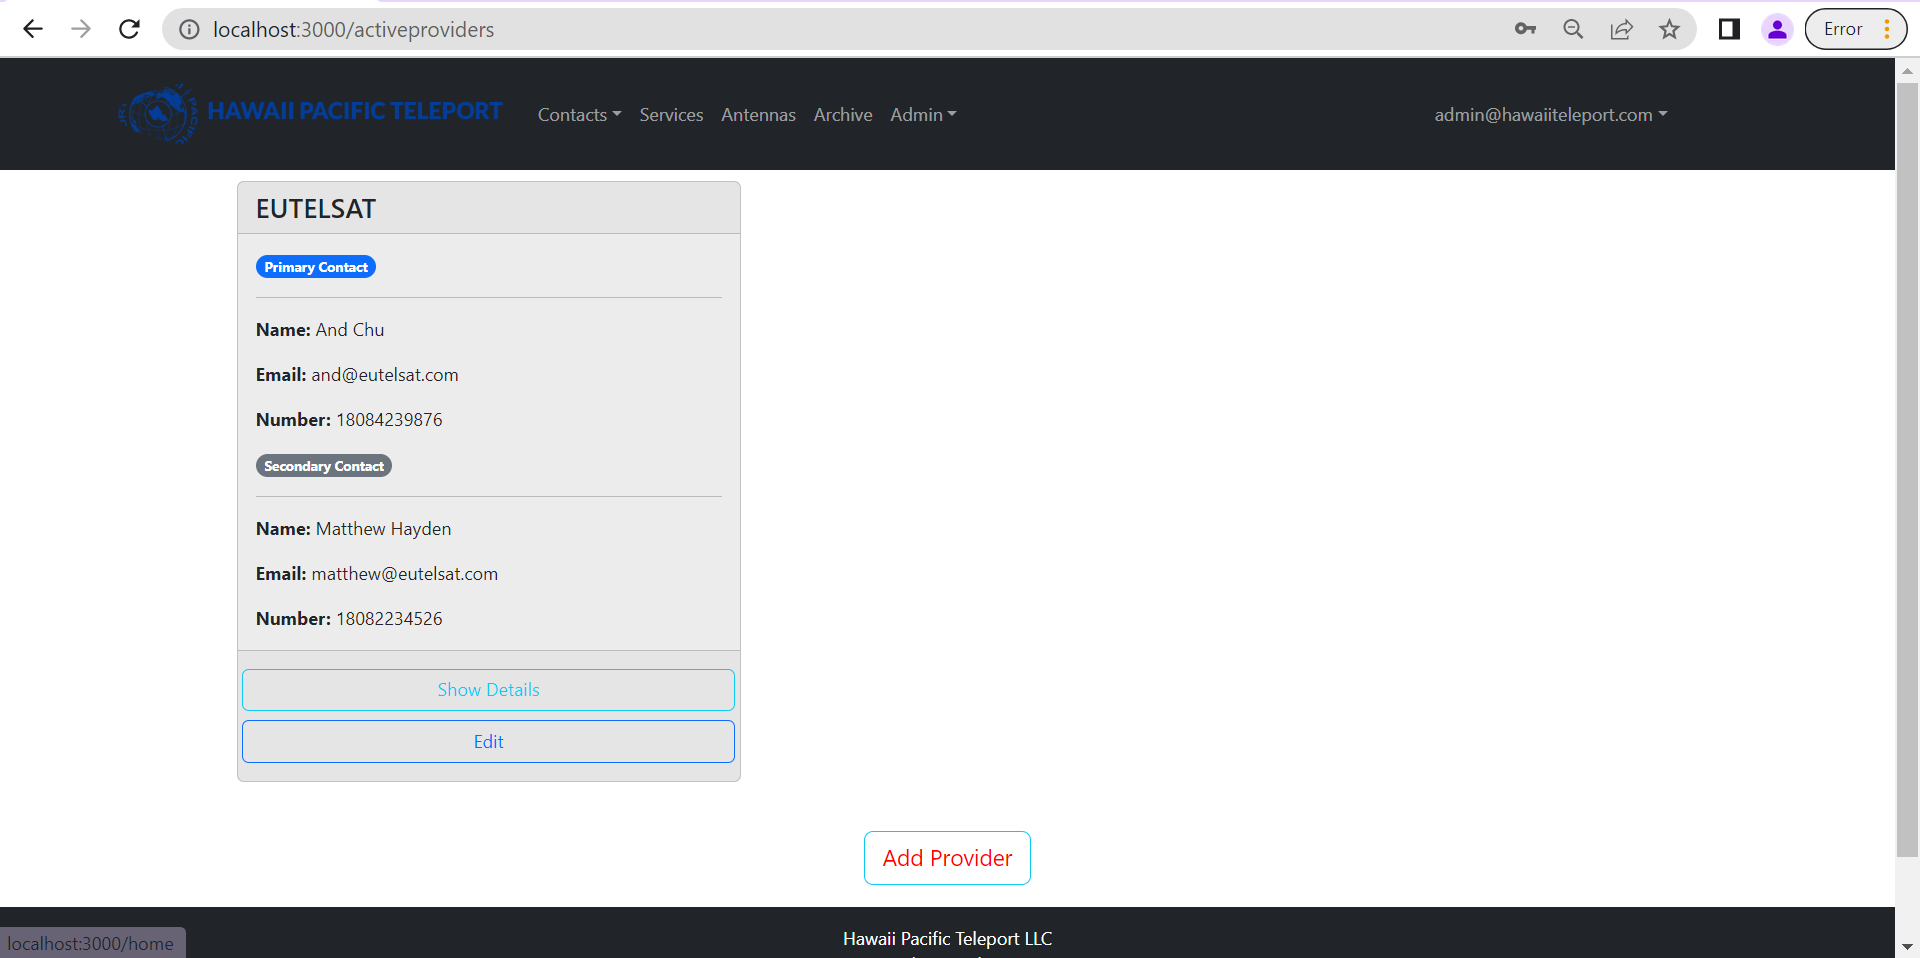 localhost:3000/activeproviders
Error
HAWAII PACIFIC TELEPORT
Contacts Services Antennas Archive Admin
admin@hawaiiteleport.com
EUTELSAT
Primary Contact
Name: And Chu
Email: and@eutelsat.com
Number: 18084239876
Secondary Contact
Name: Matthew Hayden
Email: matthew@eutelsat.com
Number: 18082234526
Show Details
Edit
Add Provider
Hawaii Pacific Teleport LLC
localhost:3000/home